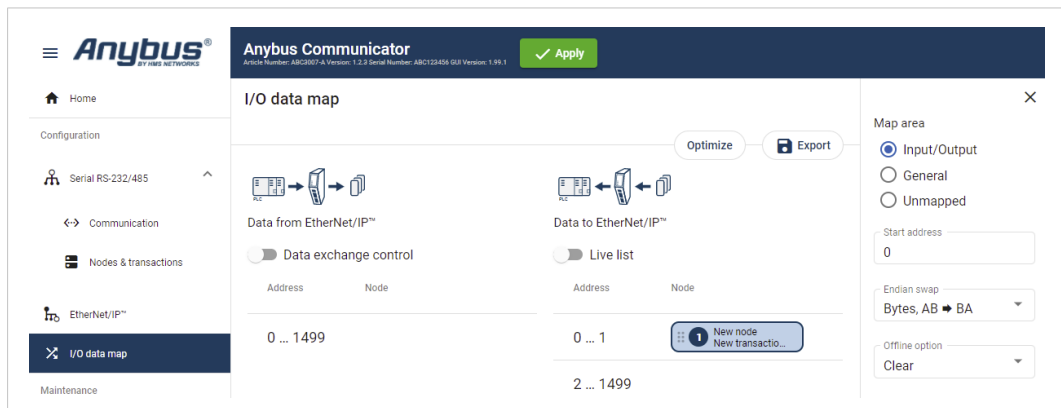 Anybus®
BY HMS NETWORKS
Anybus Communicator
Article Number: ABC3007-A Version: 1.2.3 Serial Number: ABC123456 GUI Version: 1.99.1
Apply
Home
Configuration
Serial RS-232/485
Communication
Nodes & transactions
EtherNet/IP™
I/O data map
Maintenance
I/O data map
Optimize
Export
PLC
Data from EtherNet/IP™
Data exchange control
Address Node
0 ... 1499
PLC
Data to EtherNet/IP™
Live list
Address Node
0 ... 1
1
New node
New transactio...
2 ... 1499
Map area
Input/Output
General
Unmapped
Start address
0
Endian swap
Bytes, AB ➡ BA
Offline option
Clear